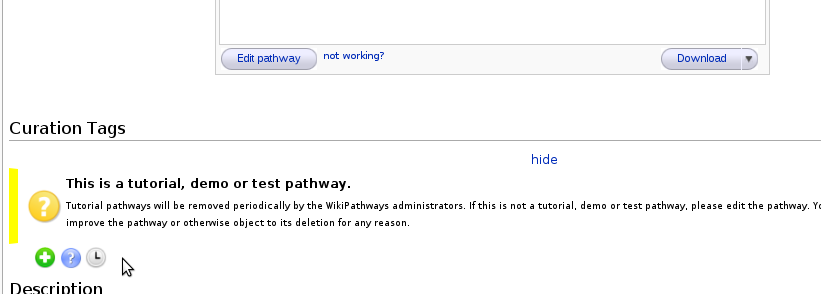 Edit pathway not working? Download
Curation Tags
hide
This is a tutorial, demo or test pathway.
Tutorial pathways will be removed periodically by the WikiPathways administrators. If this is not a tutorial, demo or test pathway, please edit the pathway.
improve the pathway or otherwise object to its deletion for any reason.
Description